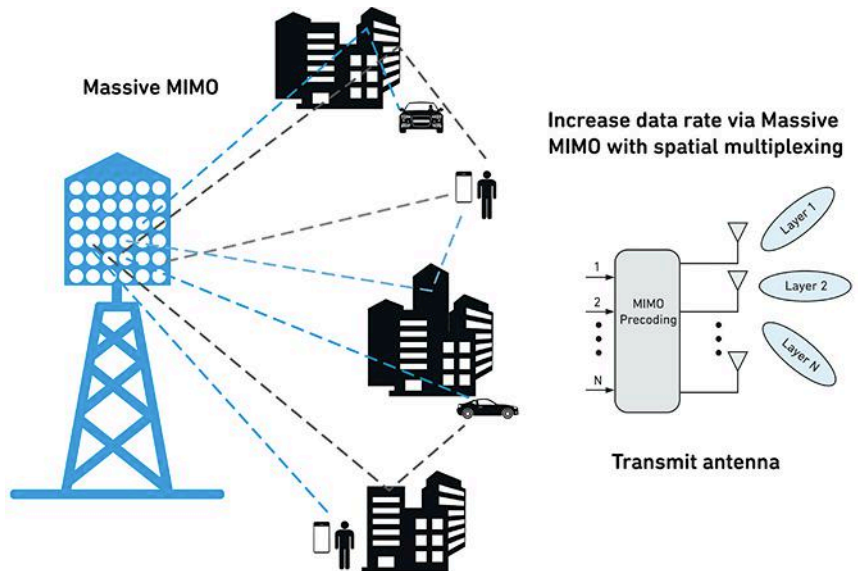 Massive MIMO
Increase data rate via Massive
MIMO with spatial multiplexing
Layer 1
1
MIMO
Precoding
Layer 2
2
Layer N
N
Transmit antenna